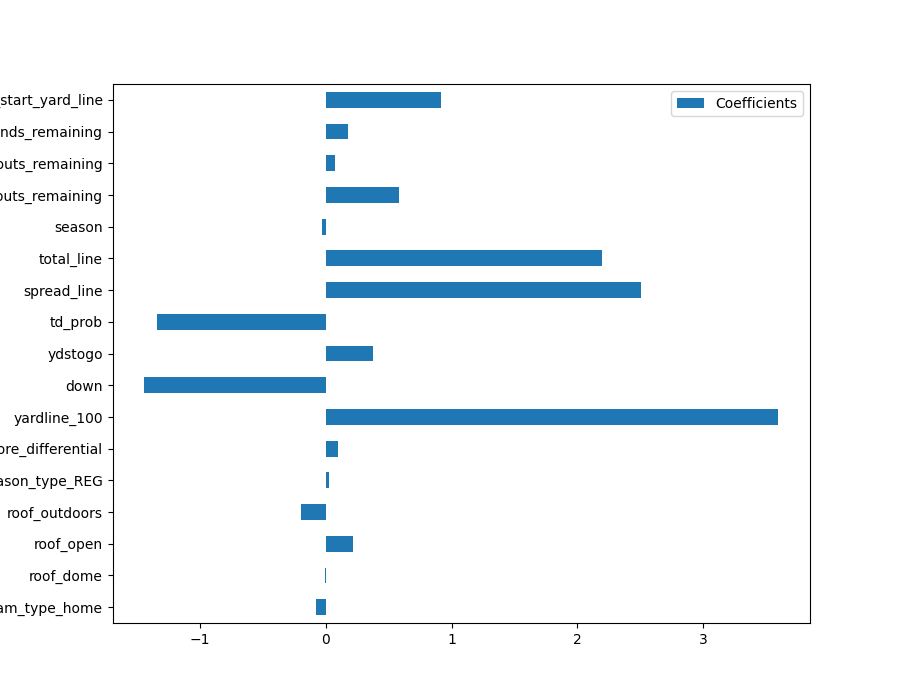 _start_yard_line
nds_remaining
outs_remaining
outs_remaining
season
total_line
spread_line
td_prob
ydstogo
down
yardline_100
ore_differential
ason_type_REG
roof_outdoors
roof_open
roof_dome
am_type_home
Coefficients
−1 0 1 2 3